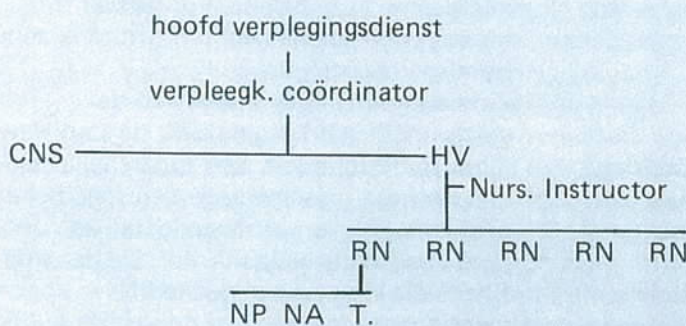 hoofd verplegingsdienst
verpleegk. coördinator
CNS HV
Nurs. Instructor
RN RN RN RN RN
NP NA T.